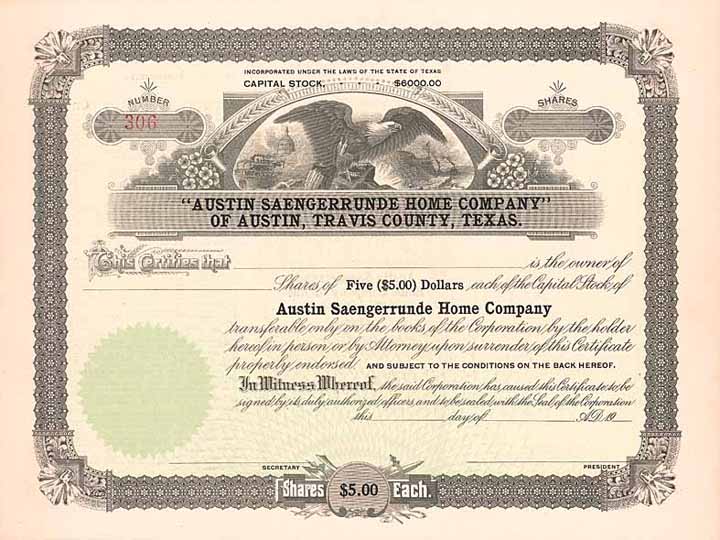 INCORPORATED UNDER THE LAWS OF THE STATE OF TEXAS
CAPITAL STOCK, $6000.00
NUMBER
306
SHARES
"AUSTIN SAENGERRUNDE HOME COMPANY"
OF AUSTIN, TRAVIS COUNTY, TEXAS.
This Certifies that is the owner of
Shares of Five ($5.00) Dollars each of the Capital Stock of
Austin Saengerrunde Home Company
transferable only on the books of the Corporation by the holder
hereof in person or by Attorney upon surrender of this Certificate
properly endorsed AND SUBJECT TO THE CONDITIONS ON THE BACK HEREOF.
In Witness Whereof, the said Corporation has caused this Certificate to be
signed by its duly authorized officers, and to be sealed with the Seal of the Corporation
this day of A.D. 19
SECRETARY PRESIDENT
Shares $5.00 Each.